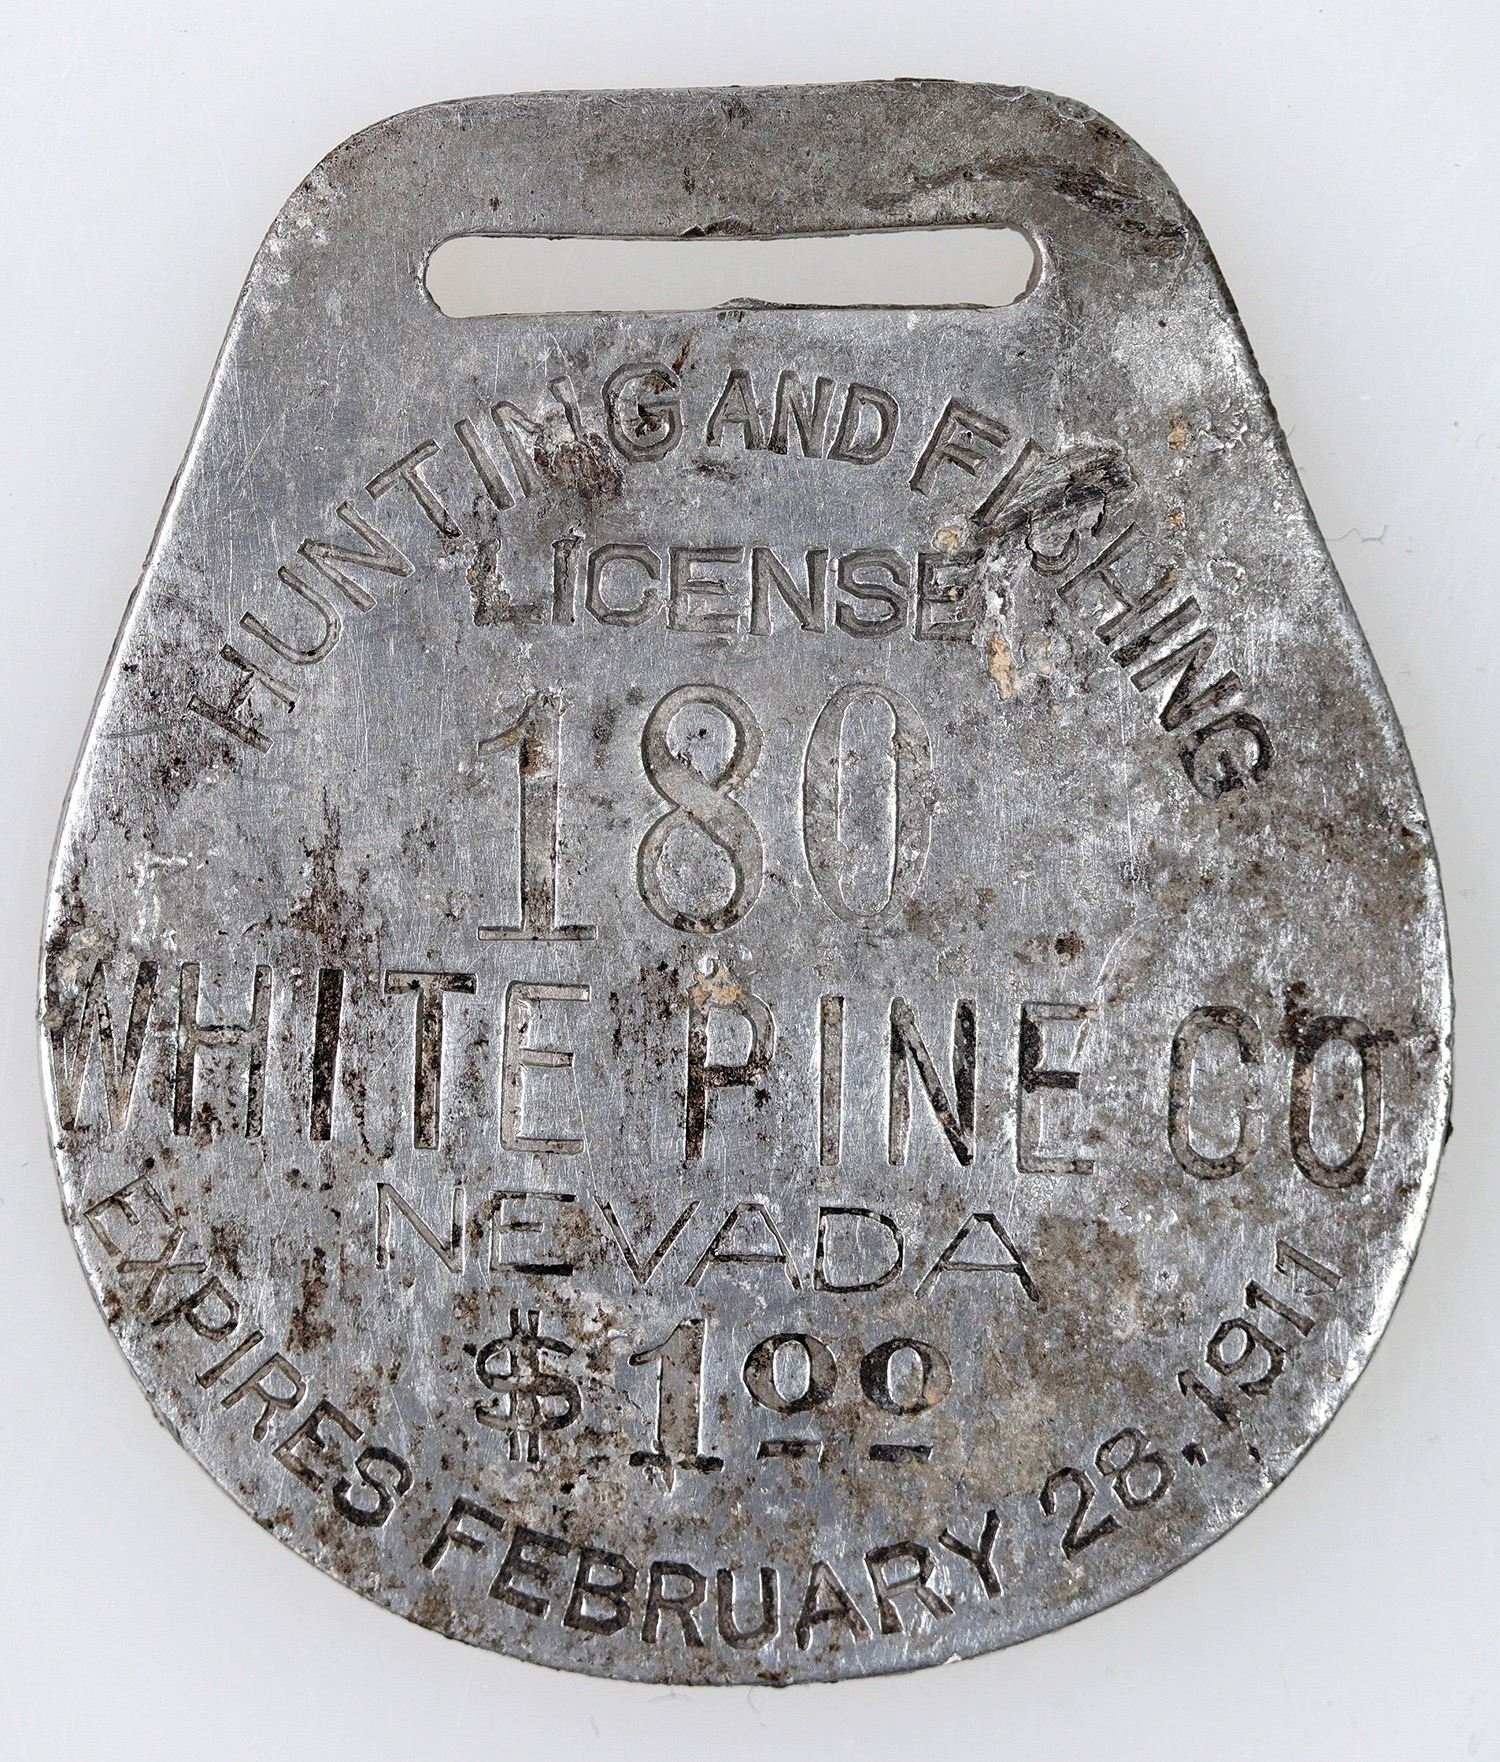 HUNTING AND FISHING
LICENSE
180
WHITE PINE CO
NEVADA
$1.00
EXPIRES FEBRUARY 28, 1911